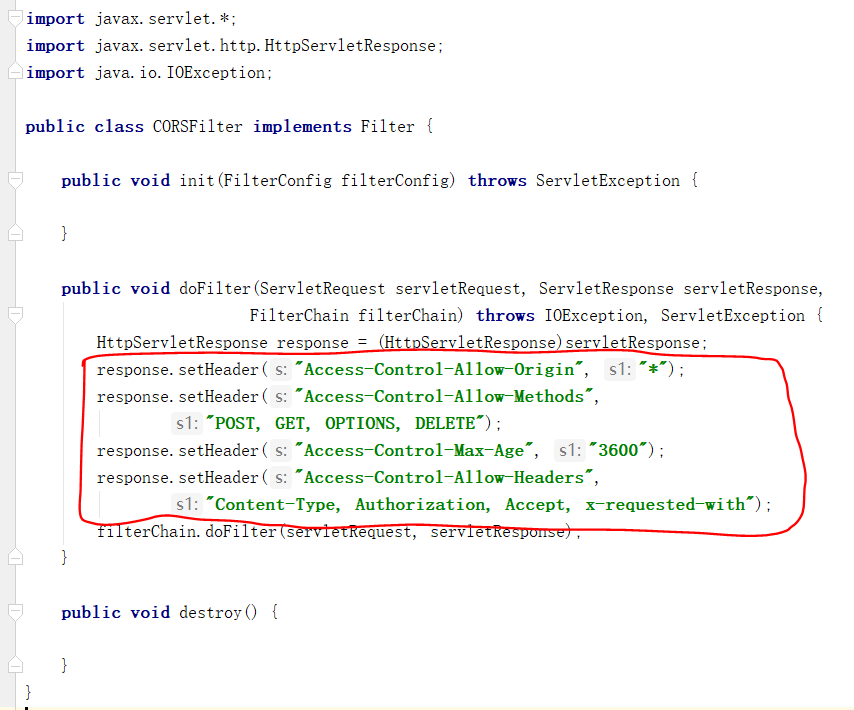 import javax.servlet.*;
import javax.servlet.http.HttpServletResponse;
import java.io.IOException;
public class CORSFilter implements Filter {
public void init(FilterConfig filterConfig) throws ServletException {
}
public void doFilter(ServletRequest servletRequest, ServletResponse servletResponse,
FilterChain filterChain) throws IOException, ServletException {
HttpServletResponse response = (HttpServletResponse)servletResponse;
response.setHeader( s: "Access-Control-Allow-Origin", s1: "*");
response.setHeader( s: "Access-Control-Allow-Methods",
s1: "POST, GET, OPTIONS, DELETE");
response.setHeader( s: "Access-Control-Max-Age", s1: "3600");
response.setHeader( s: "Access-Control-Allow-Headers",
s1: "Content-Type, Authorization, Accept, x-requested-with");
filterChain.doFilter(servletRequest, servletResponse);
}
public void destroy() {
}
}